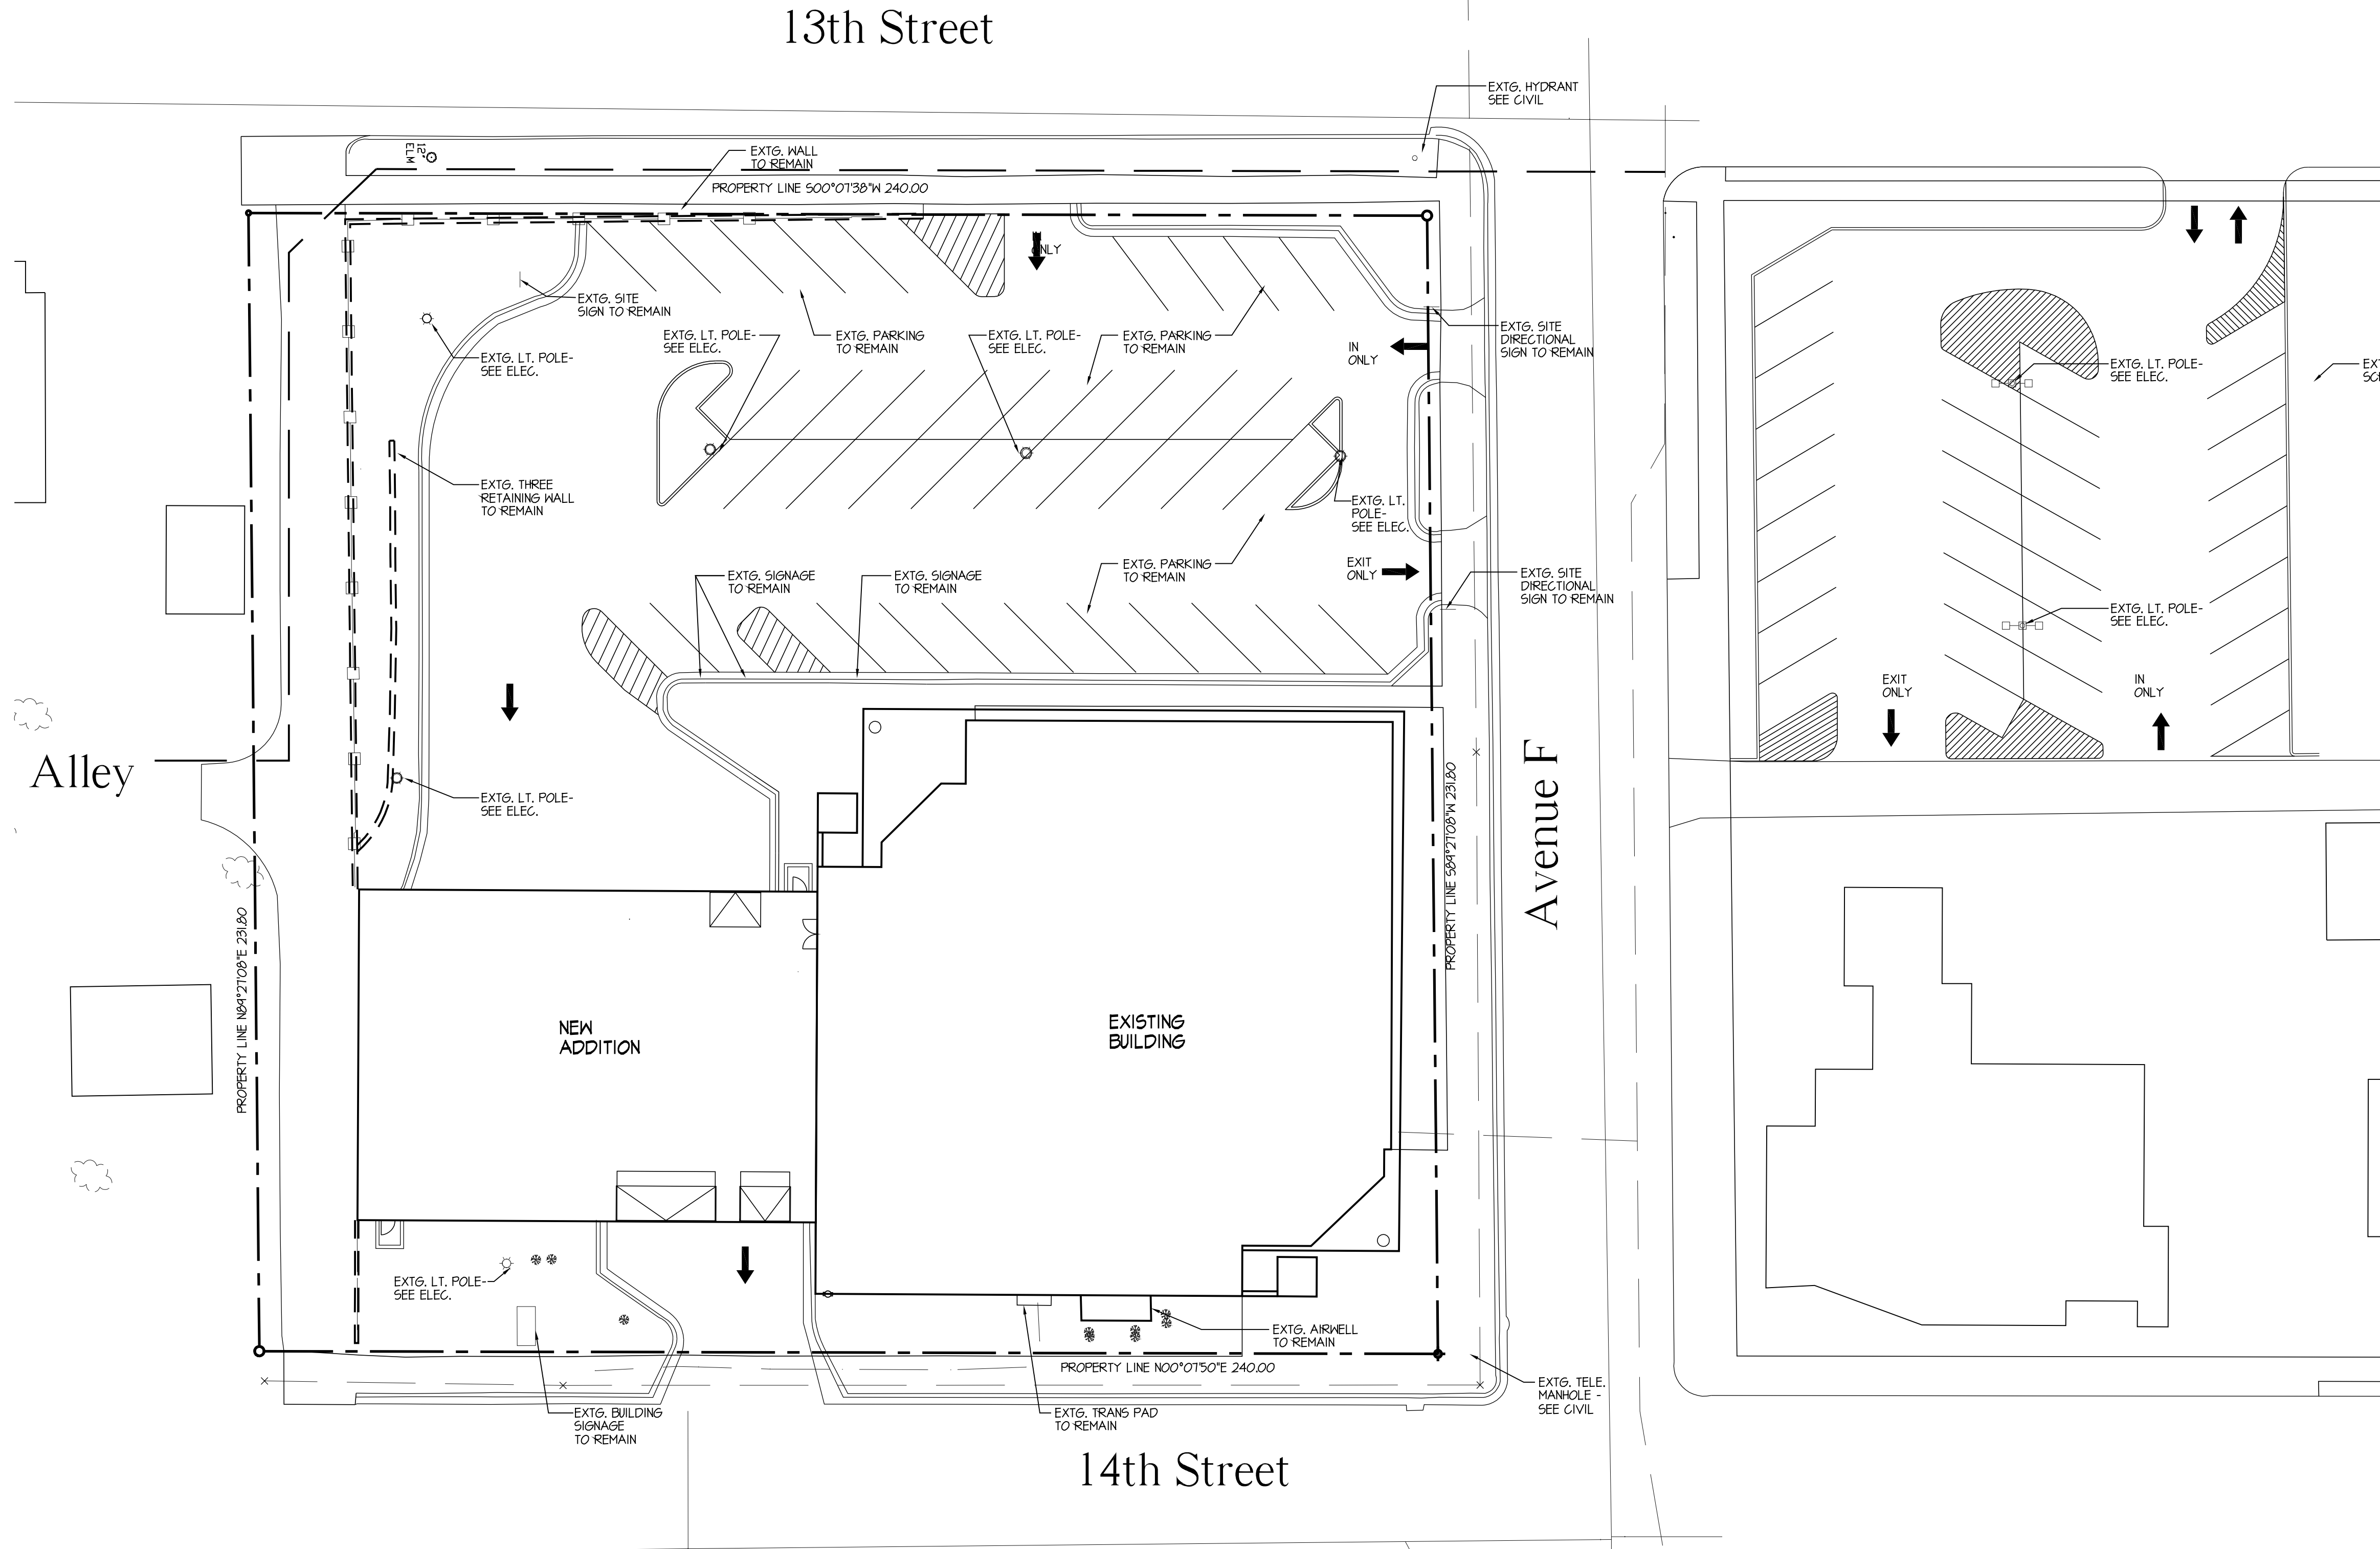 13th Street
EXTG. HYDRANT
SEE CIVIL
12"
ELM
EXTG. WALL
TO REMAIN
PROPERTY LINE S00°07'38"W 240.00
ONLY
EXTG. SITE
SIGN TO REMAIN
EXTG. LT. POLE-
SEE ELEC.
EXTG. PARKING
TO REMAIN
EXTG. LT. POLE-
SEE ELEC.
EXTG. PARKING
TO REMAIN
IN
ONLY
EXTG. SITE
DIRECTIONAL
SIGN TO REMAIN
EXTG. LT. POLE-
SEE ELEC.
EXTG. LT. POLE-
SEE ELEC.
EXTG. THREE
RETAINING WALL
TO REMAIN
EXTG. LT.
POLE-
SEE ELEC.
EXTG. SIGNAGE
TO REMAIN
EXTG. SIGNAGE
TO REMAIN
EXTG. PARKING
TO REMAIN
EXIT
ONLY
EXTG. SITE
DIRECTIONAL
SIGN TO REMAIN
EXTG. LT. POLE-
SEE ELEC.
EXIT
ONLY
IN
ONLY
Alley
EXTG. LT. POLE-
SEE ELEC.
PROPERTY LINE S89°27'08"W 231.80
Avenue F
PROPERTY LINE N89°27'08"E 231.80
NEW
ADDITION
EXISTING
BUILDING
EXTG. LT. POLE-
SEE ELEC.
EXTG. AIRWELL
TO REMAIN
PROPERTY LINE N00°07'50"E 240.00
EXTG. TELE.
MANHOLE -
SEE CIVIL
EXTG. BUILDING
SIGNAGE
TO REMAIN
EXTG. TRANS PAD
TO REMAIN
14th Street